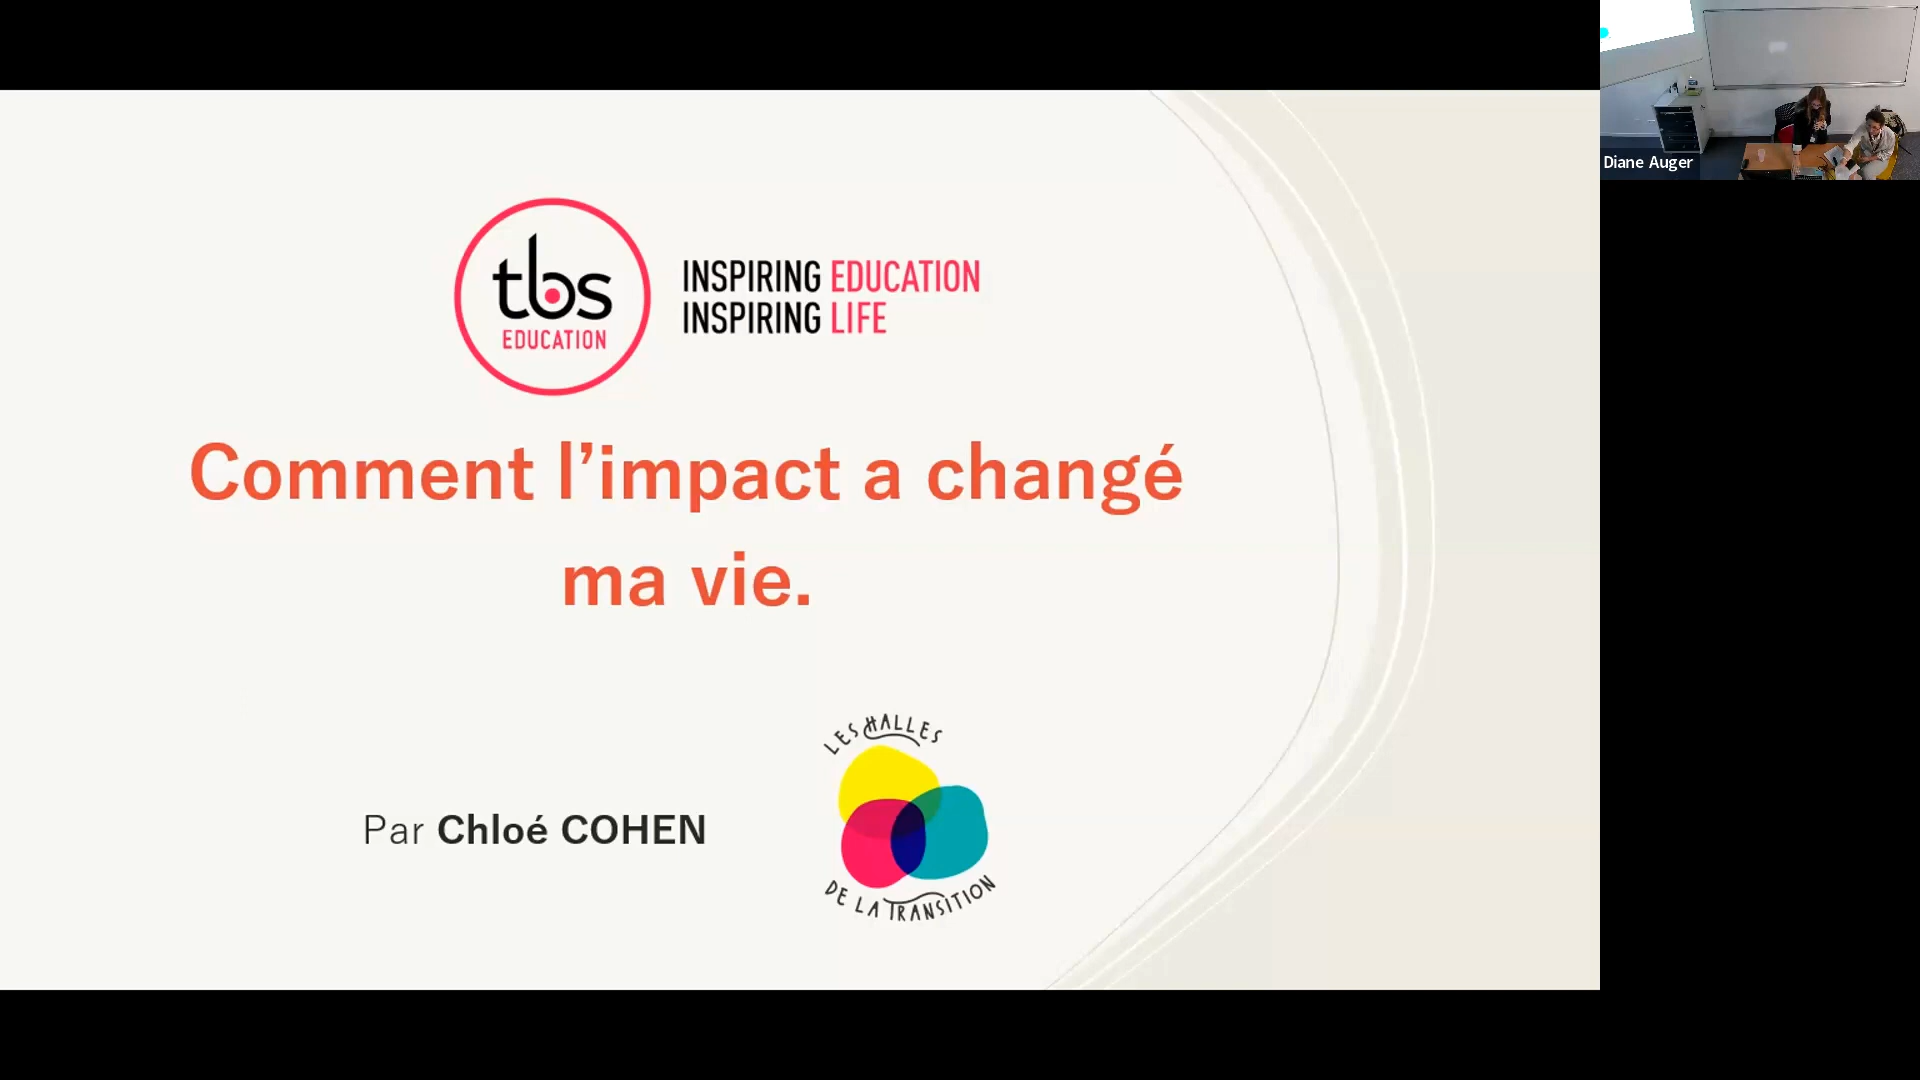 tbs
EDUCATION
INSPIRING EDUCATION
INSPIRING LIFE
Comment l’impact a changé
ma vie.
Par Chloé COHEN
LES HALLES
DE LA TRANSITION
Diane Auger